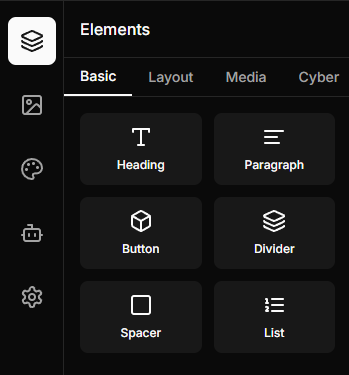 Elements
Basic Layout Media Cyber
Heading Paragraph
Button Divider
Spacer List